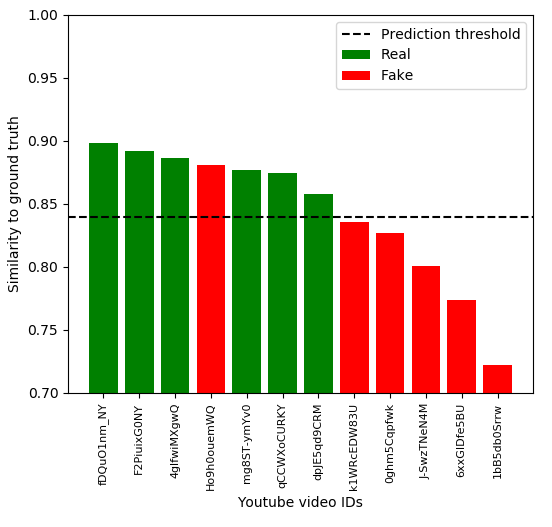 1.00
0.95
0.90
0.85
0.80
0.75
0.70
Similarity to ground truth
Prediction threshold
Real
Fake
fDQuO1nm_NY
F2PiuixG0NY
4glfwiMXgwQ
Ho9h0ouemWQ
mg8ST-ymYv0
qCCWXoCURKY
dpJE5qd9CRM
k1WRcEDW83U
0ghm5Cqpfwk
J-SwzTNeN4M
6xxGIDfe5BU
1bB5db0Srrw
Youtube video IDs